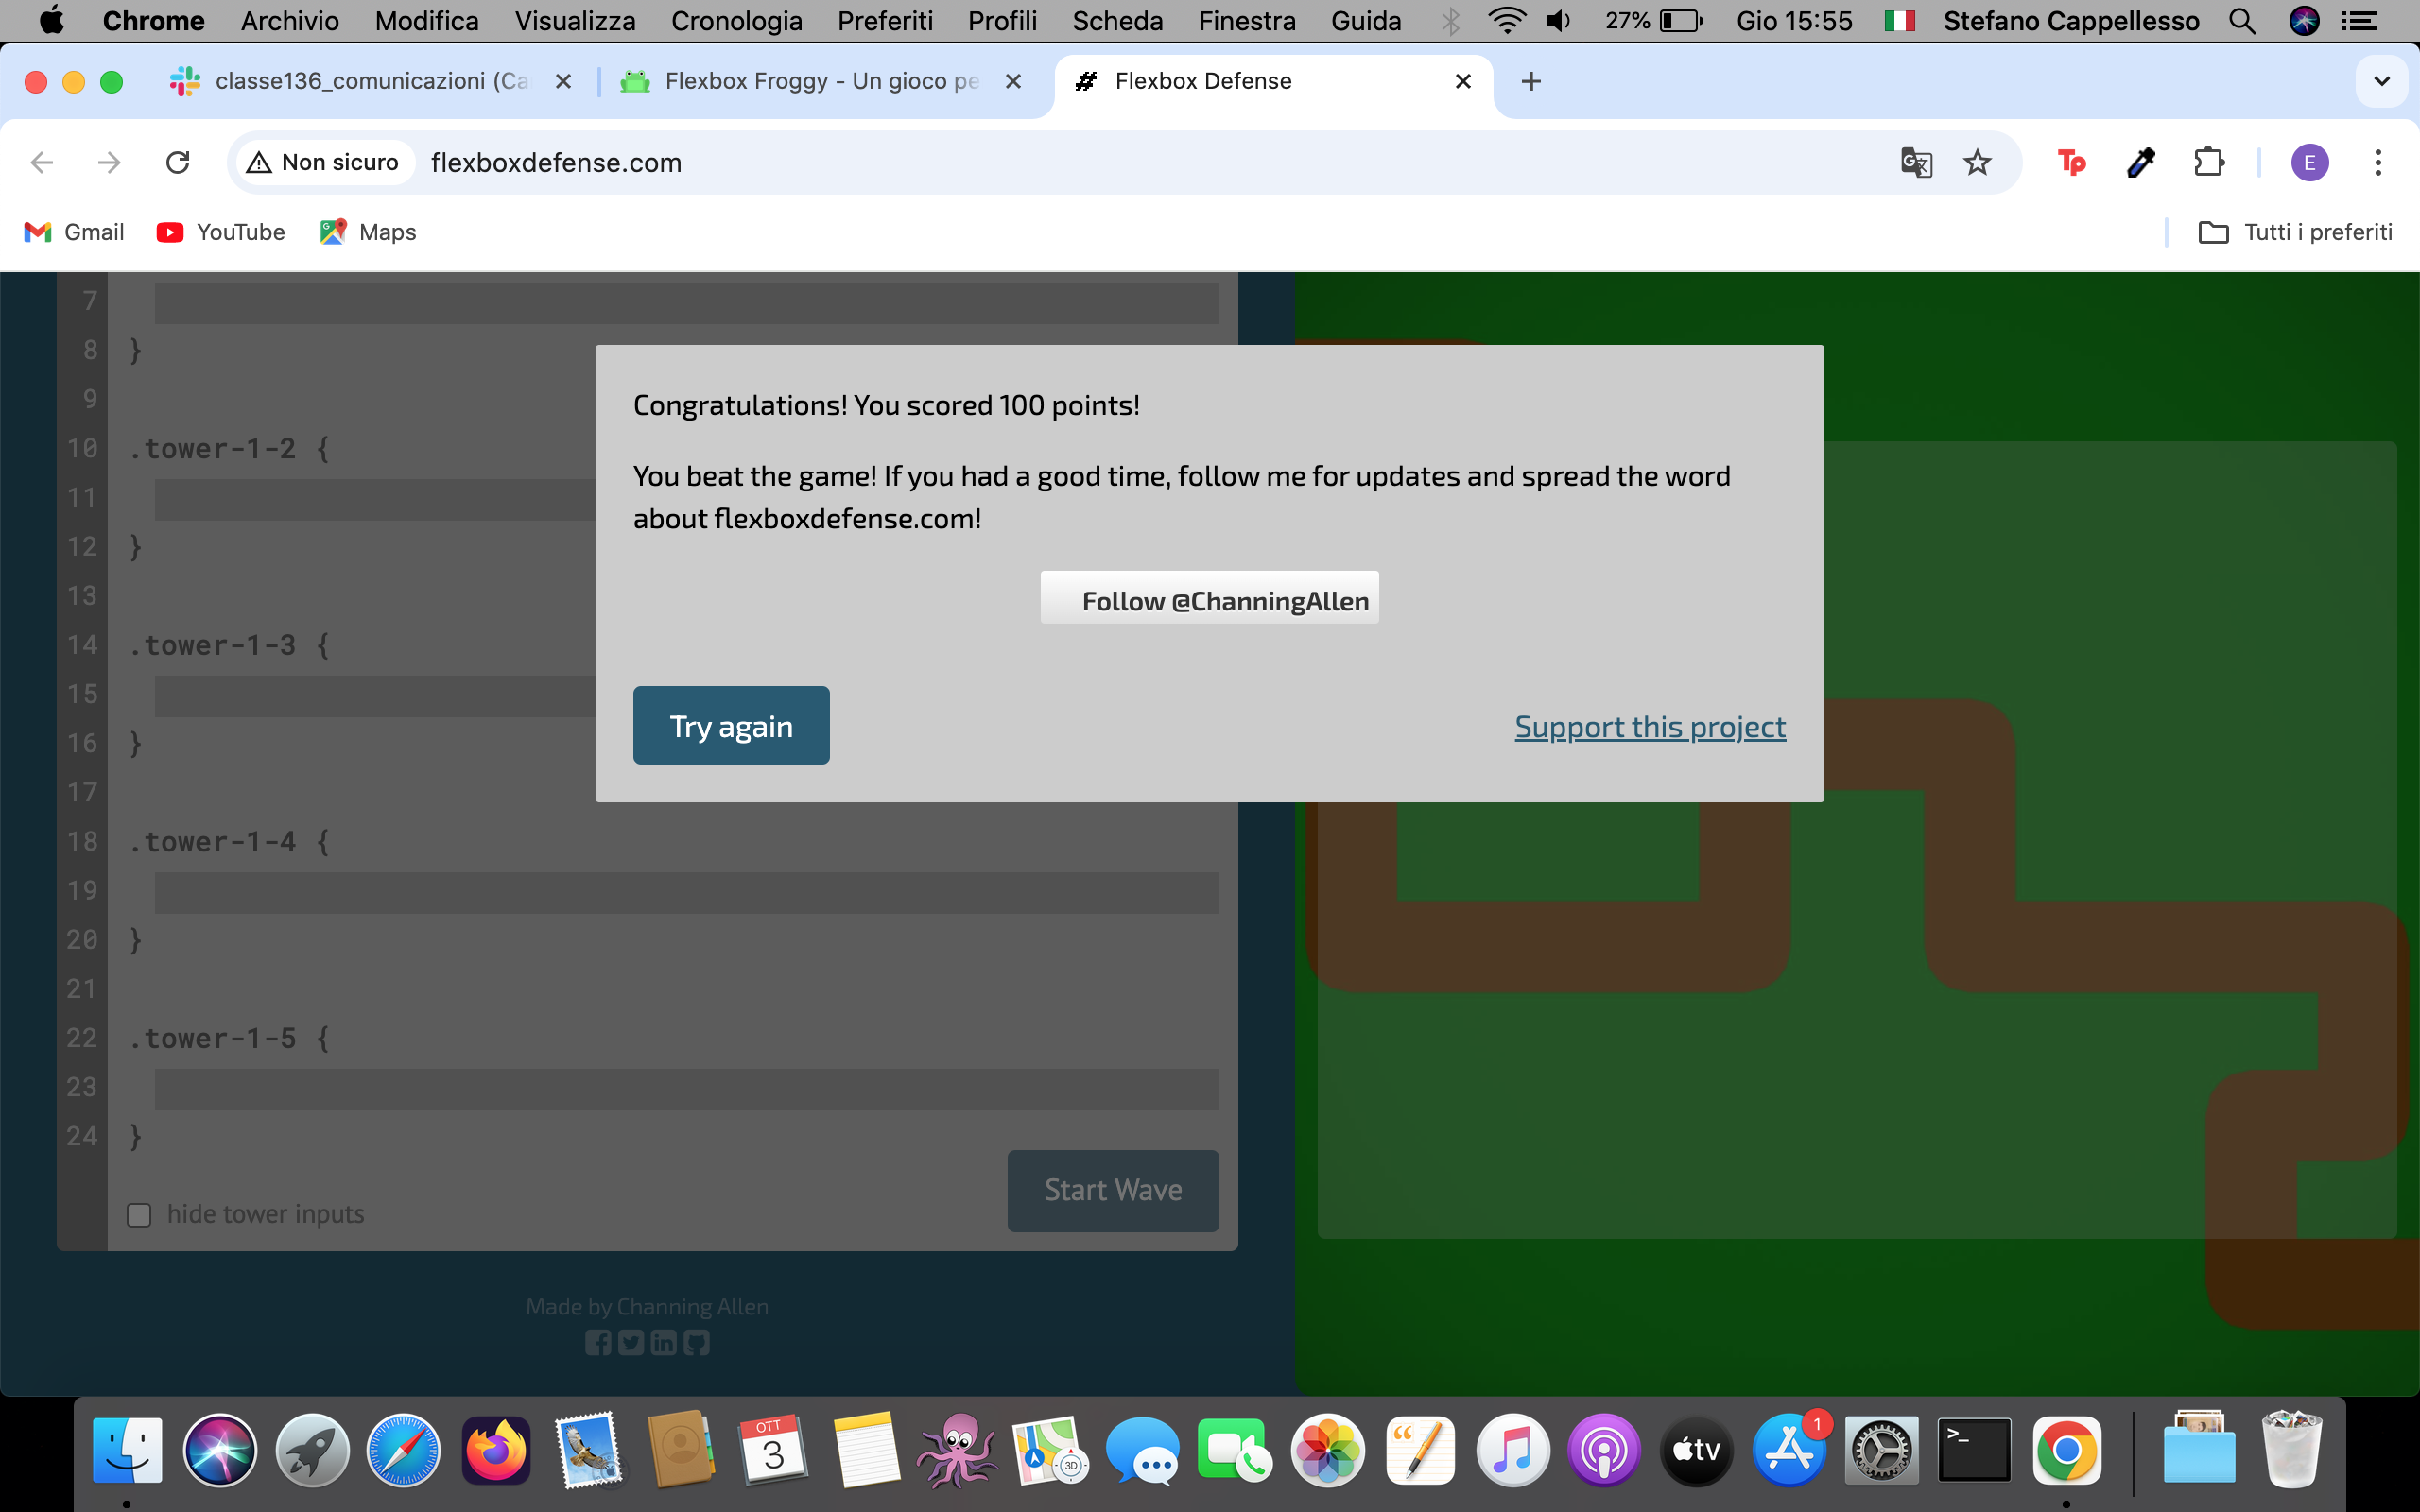 Chrome Archivio Modifica Visualizza Cronologia Preferiti Profili Scheda Finestra Guida 27% Gio 15:55 Stefano Cappellesso
classe136_comunicazioni (Ca Flexbox Froggy - Un gioco pe Flexbox Defense
Non sicuro flexboxdefense.com Tp E
Gmail YouTube Maps Tutti i preferiti
7
8 }
9
10 .tower-1-2 {
11
12 }
13
14 .tower-1-3 {
15
16 }
17
18 .tower-1-4 {
19
20 }
21
22 .tower-1-5 {
23
24 }
hide tower inputs
Start Wave
Made by Channing Allen
Congratulations! You scored 100 points!
You beat the game! If you had a good time, follow me for updates and spread the word
about flexboxdefense.com!
Follow @ChanningAllen
Try again Support this project
OTT
3
3D
tv
1
>_